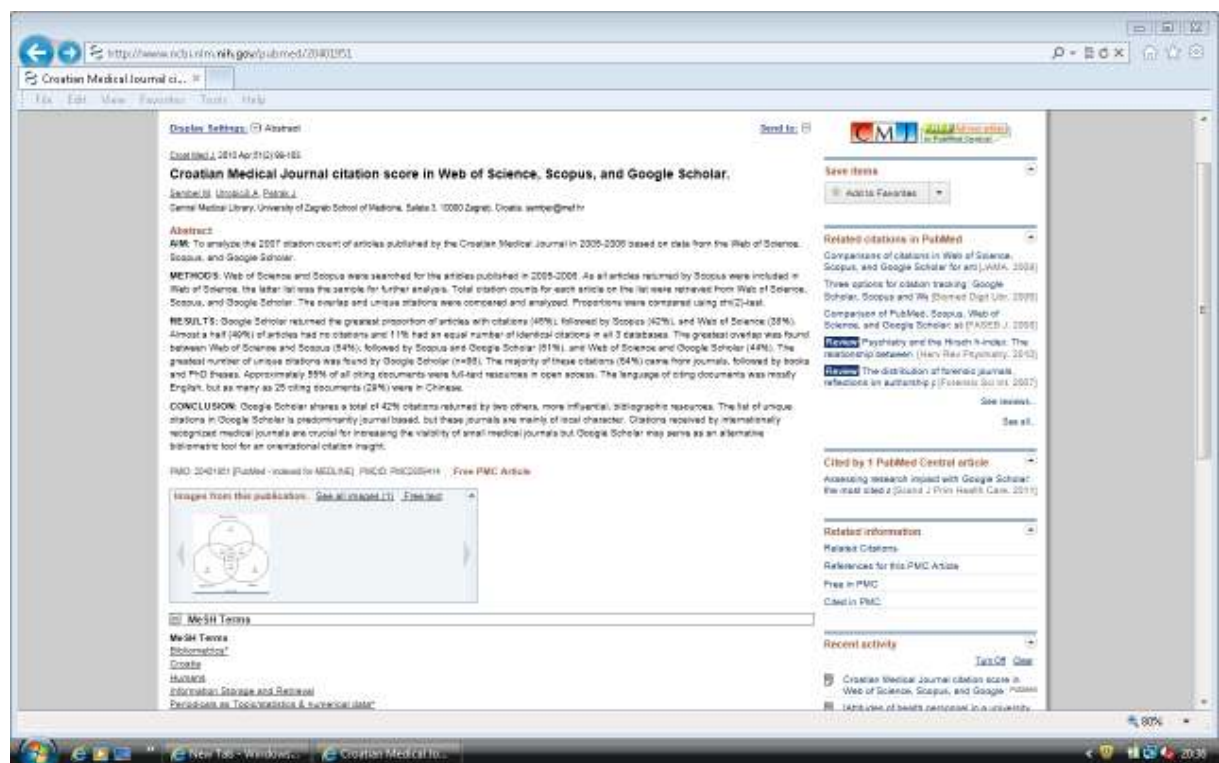 http://www.ncbi.nlm.nih.gov/pubmed/20401951
Croatian Medical Journal ci...
File Edit View Favorites Tools Help
Display Settings: Abstract
Send to:
Croat Med J. 2010 Apr;51(2):99-103.
Croatian Medical Journal citation score in Web of Science, Scopus, and Google Scholar.
Sember M, Utrobičić A, Petrak J.
Central Medical Library, University of Zagreb School of Medicine, Salata 3, 10000 Zagreb, Croatia. sember@mef.hr
Abstract
AIM: To analyze the 2007 citation count of articles published by the Croatian Medical Journal in 2005-2006 based on data from the Web of Science,
Scopus, and Google Scholar.
METHODS: Web of Science and Scopus were searched for the articles published in 2005-2006. As all articles returned by Scopus were included in
Web of Science, the latter list was the sample for further analysis. Total citation counts for each article on the list were retrieved from Web of Science,
Scopus, and Google Scholar. The overlap and unique citations were compared and analyzed. Proportions were compared using chi(2)-test.
RESULTS: Google Scholar returned the greatest proportion of articles with citations (45%), followed by Scopus (42%), and Web of Science (38%).
Almost a half (49%) of articles had no citations and 11% had an equal number of identical citations in all 3 databases. The greatest overlap was found
between Web of Science and Scopus (54%), followed by Scopus and Google Scholar (51%), and Web of Science and Google Scholar (44%). The
greatest number of unique citations was found by Google Scholar (n=86). The majority of these citations (64%) came from journals, followed by books
and PhD theses. Approximately 55% of all citing documents were full-text resources in open access. The language of citing documents was mostly
English, but as many as 25 citing documents (29%) were in Chinese.
CONCLUSION: Google Scholar shares a total of 42% citations returned by two others, more influential, bibliographic resources. The list of unique
citations in Google Scholar is predominantly journal based, but these journals are mainly of local character. Citations received by internationally
recognized medical journals are crucial for increasing the visibility of small medical journals but Google Scholar may serve as an alternative
bibliometric tool for an orientational citation insight.
PMID: 20401951 [PubMed - indexed for MEDLINE] PMCID: PMC2859414 Free PMC Article
Images from this publication. See all images (1) Free text
MeSH Terms
MeSH Terms
Bibliometrics*
Croatia
Humans
Information Storage and Retrieval
Periodicals as Topic/statistics & numerical data*
CMJ
Save items
Add to Favorites
Related citations in PubMed
Comparisons of citations in Web of Science,
Scopus, and Google Scholar for arti [JAMA. 2009]
Three options for citation tracking: Google
Scholar, Scopus and We [Biomed Digit Libr. 2006]
Comparison of PubMed, Scopus, Web of
Science, and Google Scholar: st [FASEB J. 2008]
Review Psychiatry and the Hirsch h-index: The
relationship between [Harv Rev Psychiatry. 2010]
Review The distribution of forensic journals,
reflections on authorship p [Forensic Sci Int. 2007]
See reviews...
See all...
Cited by 1 PubMed Central article
Assessing research impact with Google Scholar:
the most cited a [Scand J Prim Health Care. 2011]
Related information
Related Citations
References for this PMC Article
Free in PMC
Cited in PMC
Recent activity
Turn Off Clear
Croatian Medical Journal citation score in
Web of Science, Scopus, and Google PubMed
Attitudes of health personnel in a university
80%
New Tab - Windows...
Croatian Medical Jo...
20:36